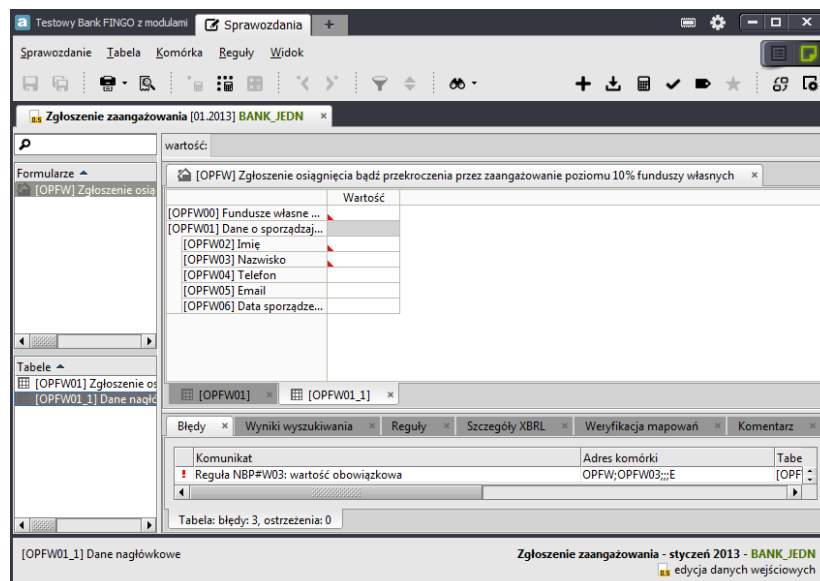 Testowy Bank FINGO z modulami Sprawozdania +
Sprawozdanie Tabela Komórka Reguły Widok
Zgłoszenie zaangażowania [01.2013] BANK_JEDN ×
wartość:
Formularze
[OPFW] Zgłoszenie osią
[OPFW] Zgłoszenie osiągnięcia bądź przekroczenia przez zaangażowanie poziomu 10% funduszy własnych ×
Wartość
[OPFW00] Fundusze własne ...
[OPFW01] Dane o sporządzaj...
[OPFW02] Imię
[OPFW03] Nazwisko
[OPFW04] Telefon
[OPFW05] Email
[OPFW06] Data sporządze...
Tabele
[OPFW01] Zgłoszenie os
[OPFW01_1] Dane nagłó
[OPFW01] × [OPFW01_1] ×
Błędy × Wyniki wyszukiwania × Reguły × Szczegóły XBRL × Weryfikacja mapowań × Komentarz ×
Komunikat Adres komórki Tabe
! Reguła NBP#W03: wartość obowiązkowa OPFW;OPFW03;;;E [OPF
Tabela: błędy: 3, ostrzeżenia: 0
[OPFW01_1] Dane nagłówkowe
Zgłoszenie zaangażowania - styczeń 2013 - BANK_JEDN
edycja danych wejściowych